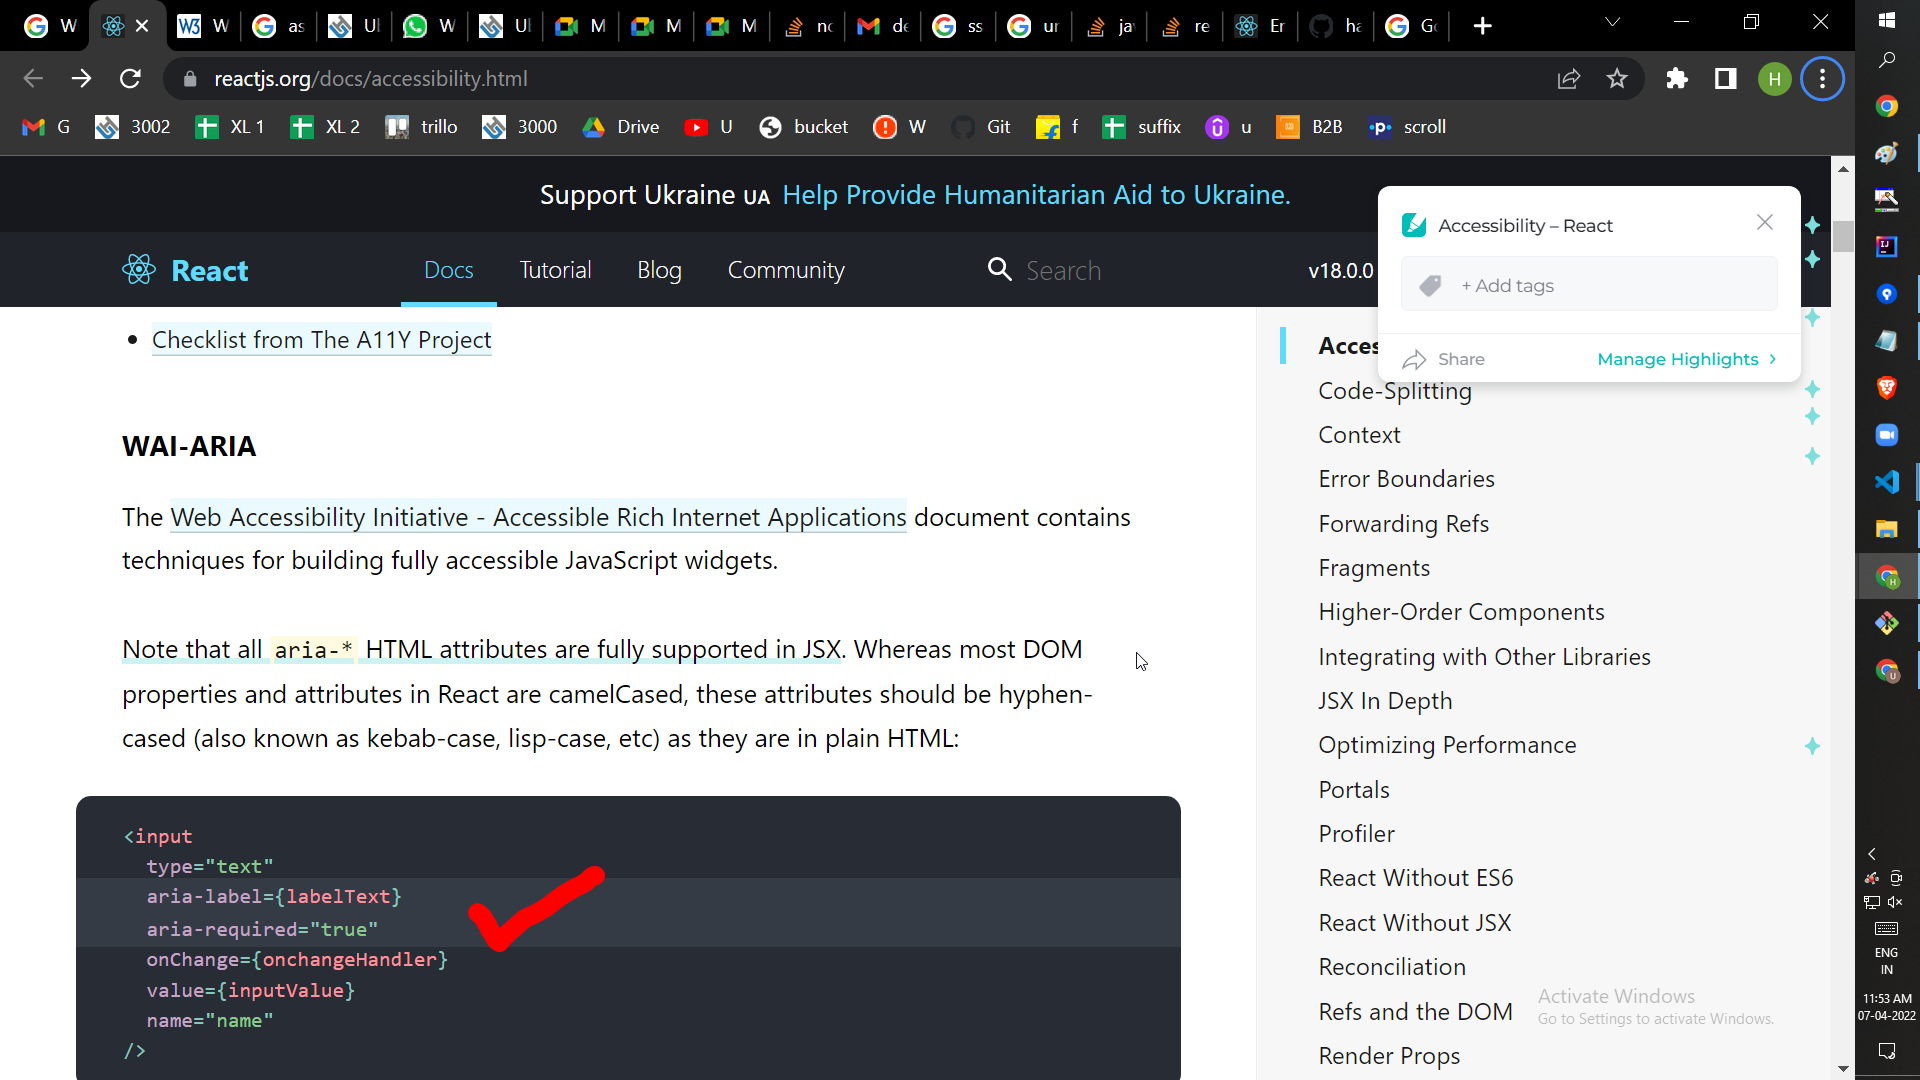 W
W
as
Ul
W
Ul
M
M
M
nc
de
ss
ur
ja
re
Er
ha
Gc
reactjs.org/docs/accessibility.html
H
G
3002
XL 1
XL 2
trillo
3000
Drive
U
bucket
W
Git
f
suffix
u
B2B
scroll
Support Ukraine UA Help Provide Humanitarian Aid to Ukraine.
React
Docs
Tutorial
Blog
Community
Search
v18.0.0
Accessibility – React
+ Add tags
Share
Manage Highlights
Checklist from The A11Y Project
WAI-ARIA
The Web Accessibility Initiative - Accessible Rich Internet Applications document contains
techniques for building fully accessible JavaScript widgets.
Note that all aria-* HTML attributes are fully supported in JSX. Whereas most DOM
properties and attributes in React are camelCased, these attributes should be hyphen-
cased (also known as kebab-case, lisp-case, etc) as they are in plain HTML:
<input
type="text"
aria-label={labelText}
aria-required="true"
onChange={onchangeHandler}
value={inputValue}
name="name"
/>
Acces
Code-Splitting
Context
Error Boundaries
Forwarding Refs
Fragments
Higher-Order Components
Integrating with Other Libraries
JSX In Depth
Optimizing Performance
Portals
Profiler
React Without ES6
React Without JSX
Reconciliation
Refs and the DOM
Render Props
Activate Windows
Go to Settings to activate Windows.
ENG
IN
11:53 AM
07-04-2022